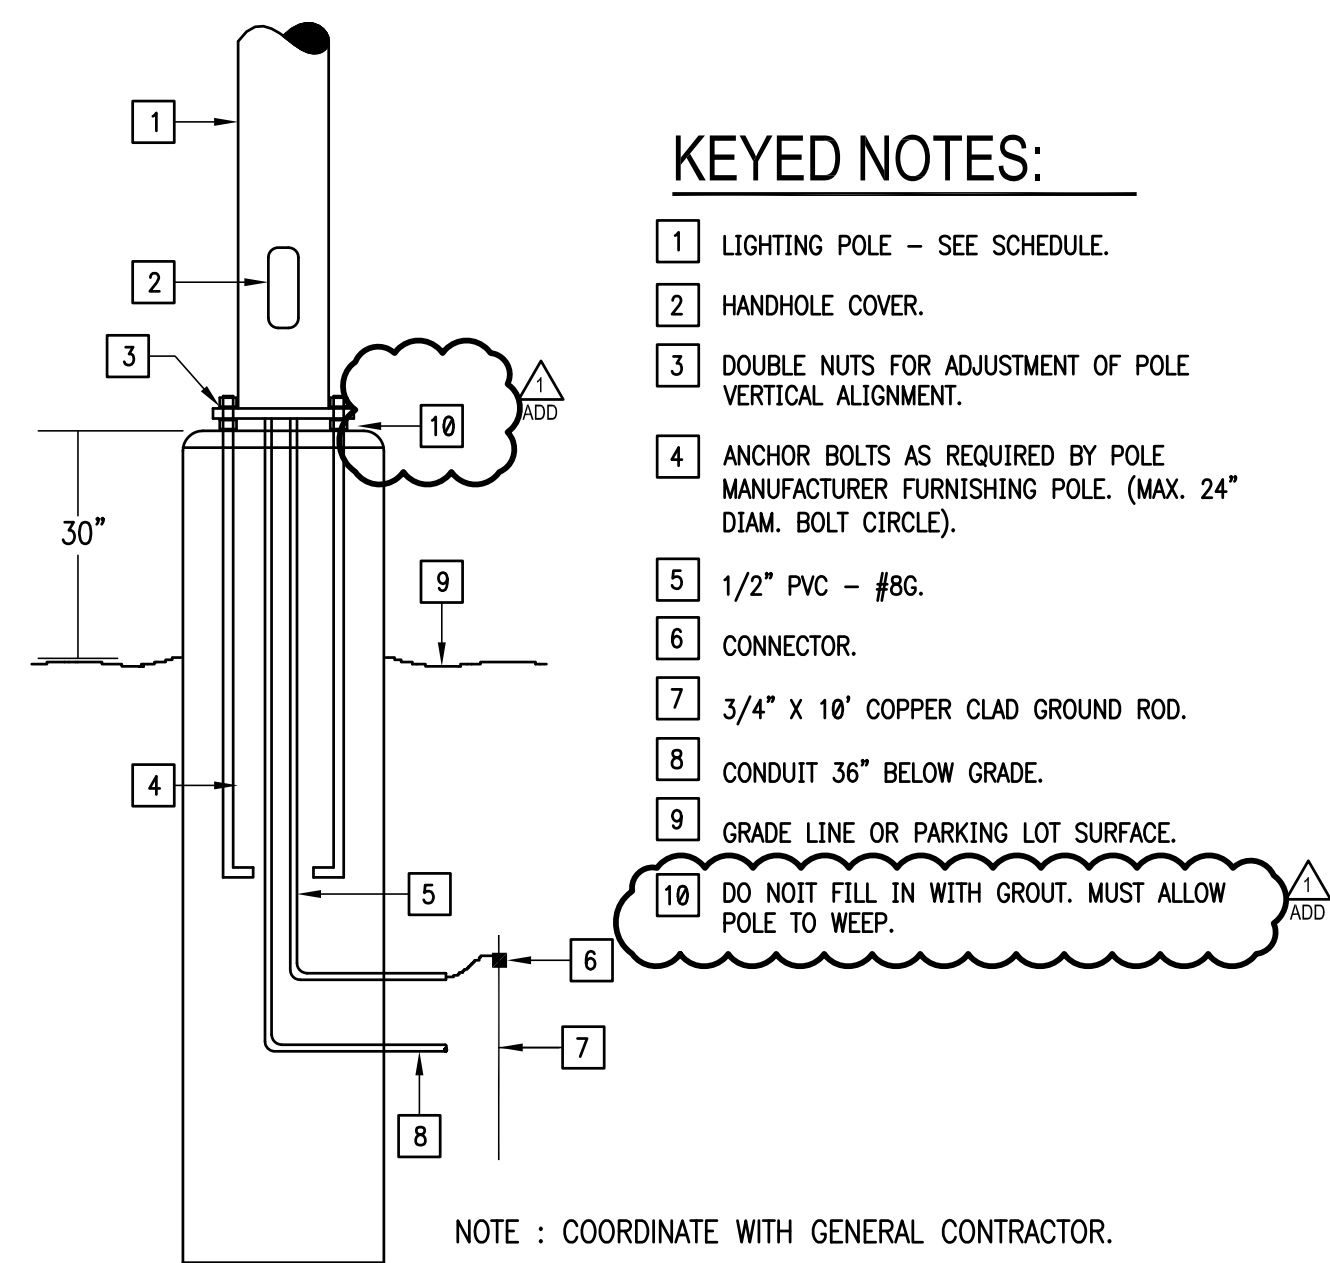 1
2
3
10
1
ADD
30”
9
4
5
6
7
8
KEYED NOTES:
1 LIGHTING POLE – SEE SCHEDULE.
2 HANDHOLE COVER.
3 DOUBLE NUTS FOR ADJUSTMENT OF POLE
VERTICAL ALIGNMENT.
4 ANCHOR BOLTS AS REQUIRED BY POLE
MANUFACTURER FURNISHING POLE. (MAX. 24”
DIAM. BOLT CIRCLE).
5 1/2” PVC – #8G.
6 CONNECTOR.
7 3/4” X 10’ COPPER CLAD GROUND ROD.
8 CONDUIT 36” BELOW GRADE.
9 GRADE LINE OR PARKING LOT SURFACE.
10 DO NOIT FILL IN WITH GROUT. MUST ALLOW
POLE TO WEEP.
1
ADD
NOTE : COORDINATE WITH GENERAL CONTRACTOR.